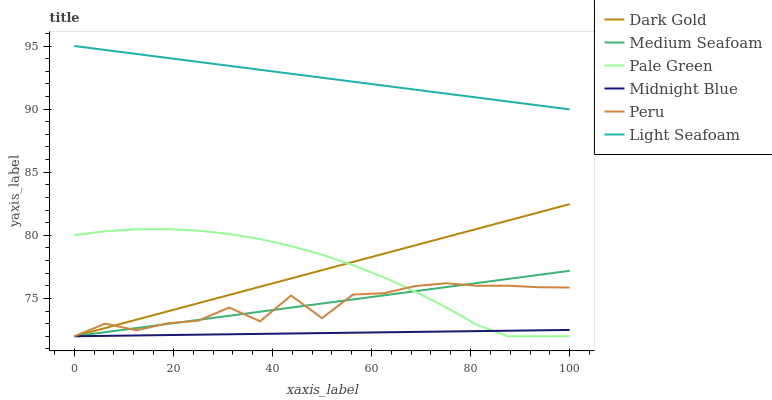 title
Dark Gold
Medium Seafoam
Pale Green
Midnight Blue
Peru
Light Seafoam
yaxis_label
95
90
85
80
75
0
20
40
60
80
100
xaxis_label